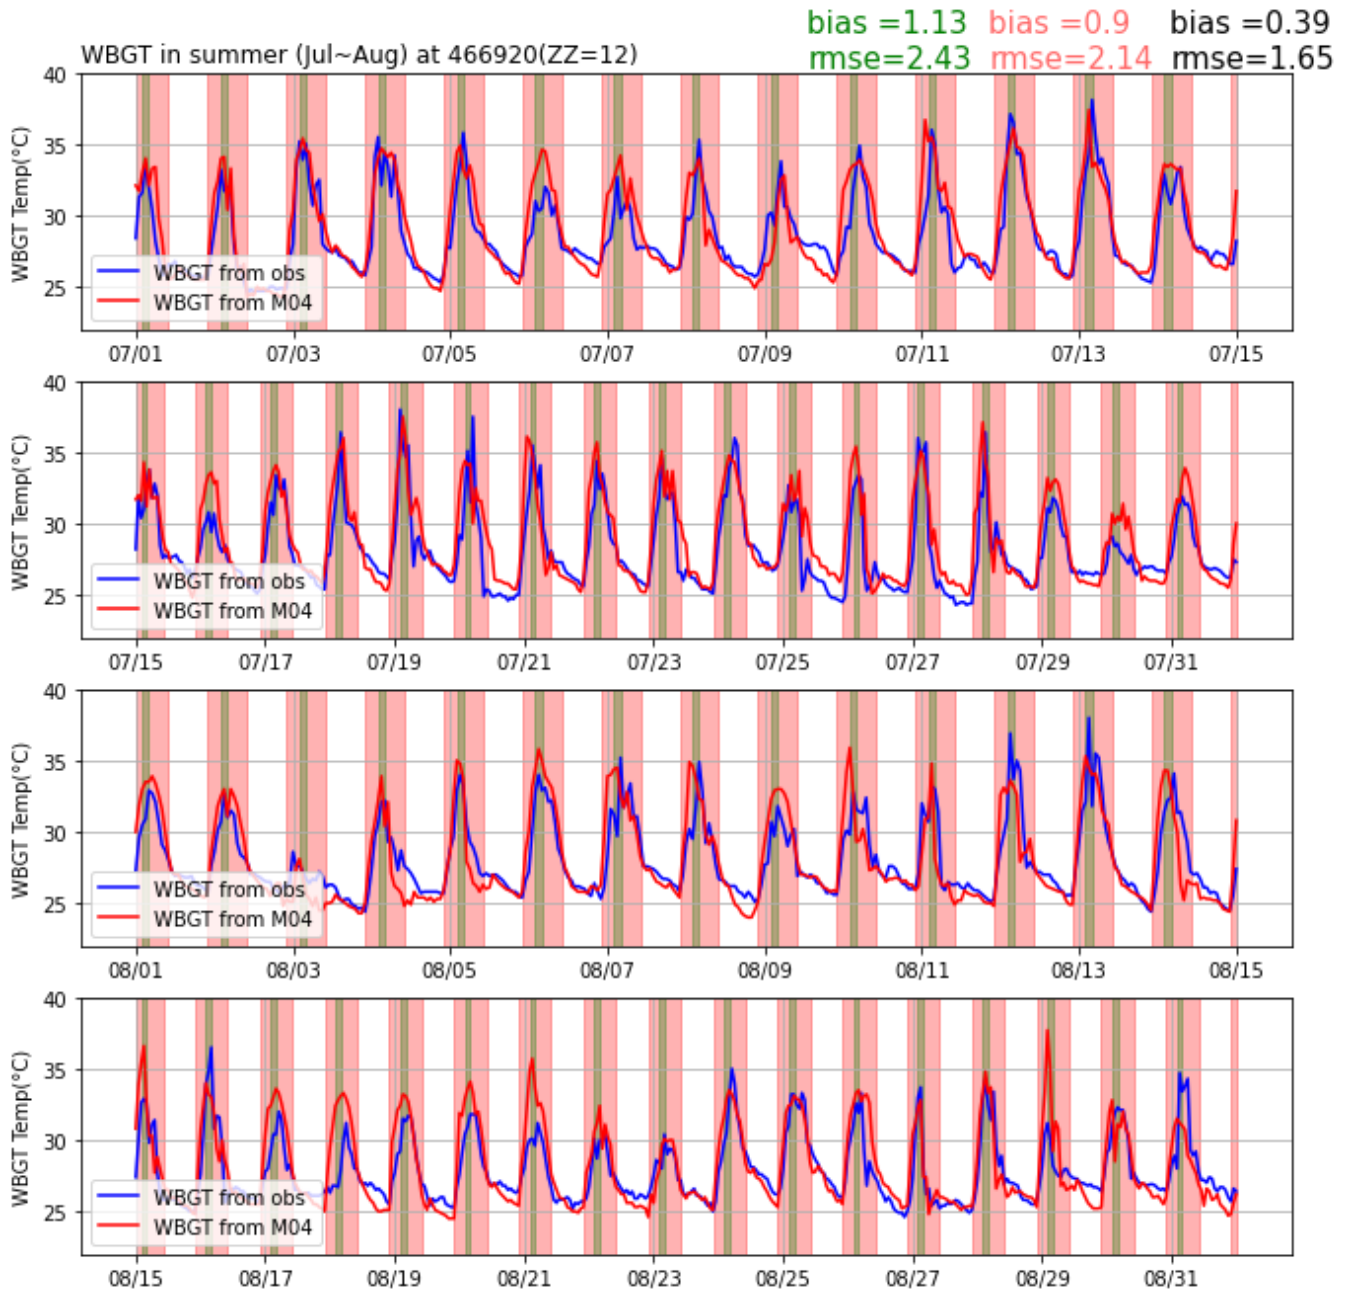 bias =1.13 bias =0.9 bias =0.39
WBGT in summer (Jul~Aug) at 466920(ZZ=12) rmse=2.43 rmse=2.14 rmse=1.65
40
35
30
25
WBGT Temp(°C)
WBGT from obs
WBGT from M04
07/01 07/03 07/05 07/07 07/09 07/11 07/13 07/15
40
35
30
25
WBGT Temp(°C)
WBGT from obs
WBGT from M04
07/15 07/17 07/19 07/21 07/23 07/25 07/27 07/29 07/31
40
35
30
25
WBGT Temp(°C)
WBGT from obs
WBGT from M04
08/01 08/03 08/05 08/07 08/09 08/11 08/13 08/15
40
35
30
25
WBGT Temp(°C)
WBGT from obs
WBGT from M04
08/15 08/17 08/19 08/21 08/23 08/25 08/27 08/29 08/31